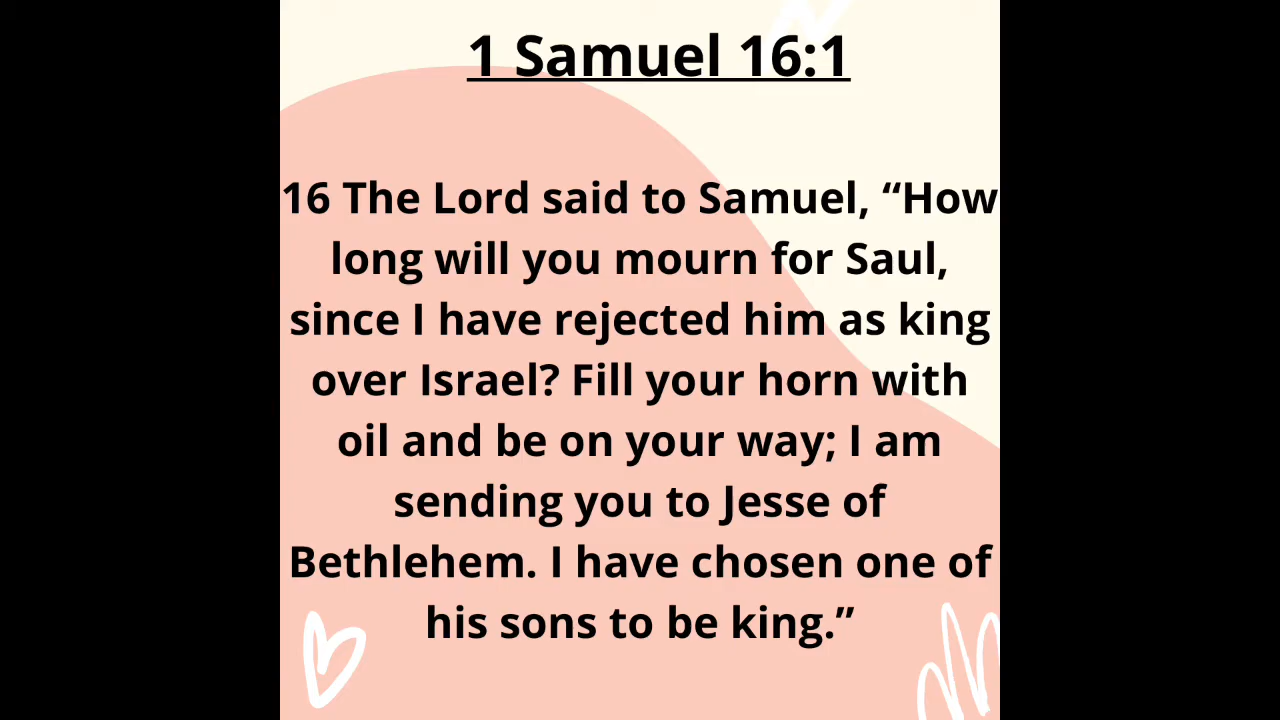 1 Samuel 16:1
16 The Lord said to Samuel, “How
long will you mourn for Saul,
since I have rejected him as king
over Israel? Fill your horn with
oil and be on your way; I am
sending you to Jesse of
Bethlehem. I have chosen one of
his sons to be king.”